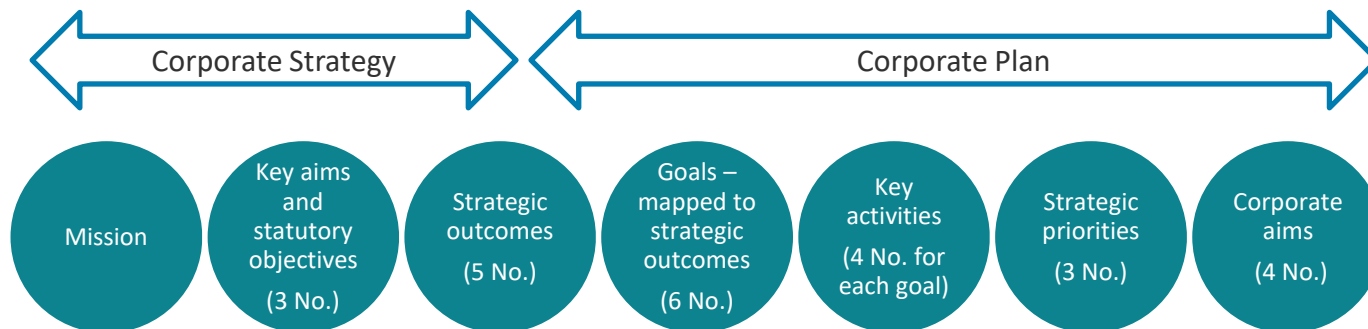 Corporate Strategy
Corporate Plan
Mission
Key aims
and
statutory
objectives
(3 No.)
Strategic
outcomes
(5 No.)
Goals –
mapped to
strategic
outcomes
(6 No.)
Key
activities
(4 No. for
each goal)
Strategic
priorities
(3 No.)
Corporate
aims
(4 No.)